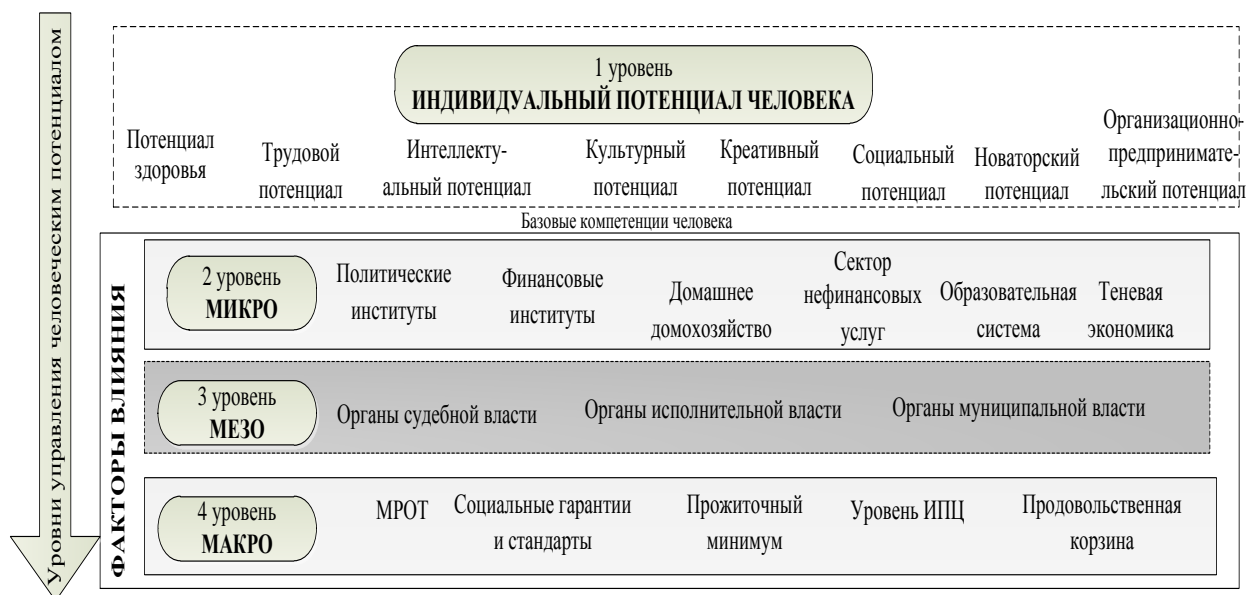 Уровни управления человеческим потенциалом
1 уровень
ИНДИВИДУАЛЬНЫЙ ПОТЕНЦИАЛ ЧЕЛОВЕКА
Потенциал
здоровья
Трудовой
потенциал
Интеллекту-
альный потенциал
Культурный
потенциал
Креативный
потенциал
Социальный
потенциал
Новаторский
потенциал
Организационно-
предпринимате-
льский потенциал
Базовые компетенции человека
ФАКТОРЫ ВЛИЯНИЯ
2 уровень
МИКРО
Политические
институты
Финансовые
институты
Домашнее
домохозяйство
Сектор
нефинансовых
услуг
Образовательная
система
Теневая
экономика
3 уровень
МЕЗО
Органы судебной власти
Органы исполнительной власти
Органы муниципальной власти
4 уровень
МАКРО
МРОТ
Социальные гарантии
и стандарты
Прожиточный
минимум
Уровень ИПЦ
Продовольственная
корзина